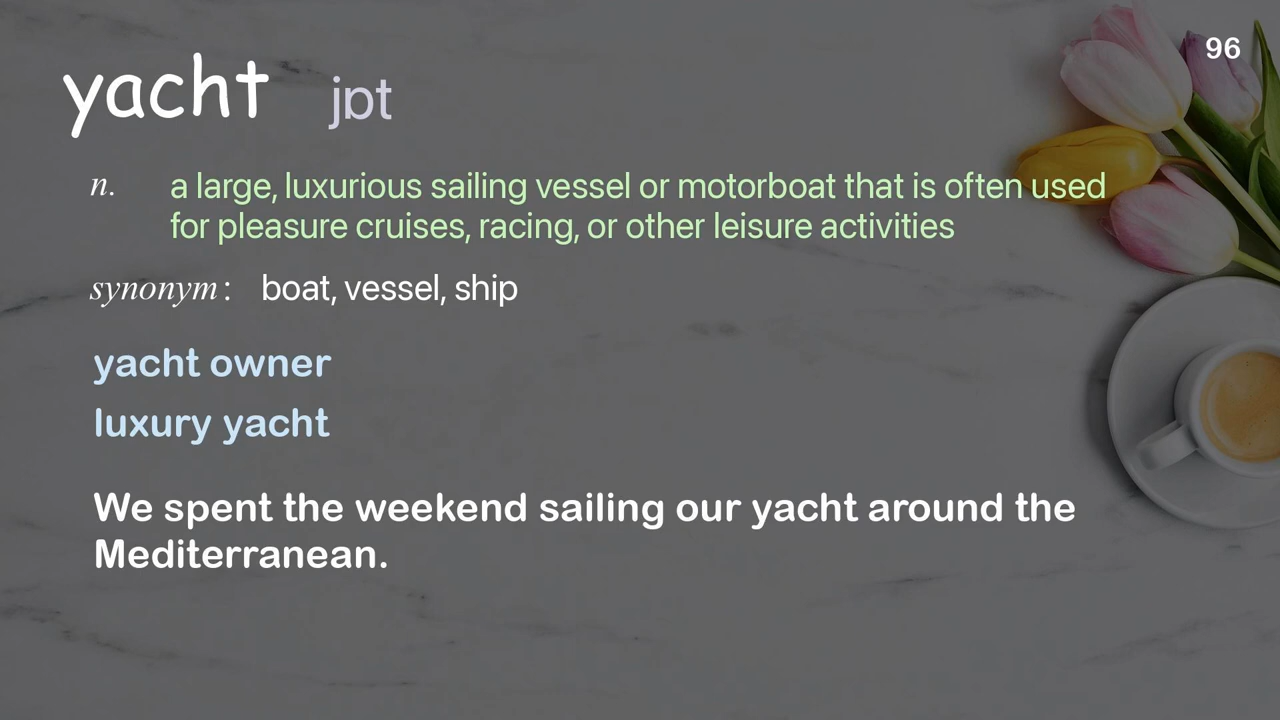 96
yacht jɒt
n. a large, luxurious sailing vessel or motorboat that is often used
for pleasure cruises, racing, or other leisure activities
synonym : boat, vessel, ship
yacht owner
luxury yacht
We spent the weekend sailing our yacht around the
Mediterranean.